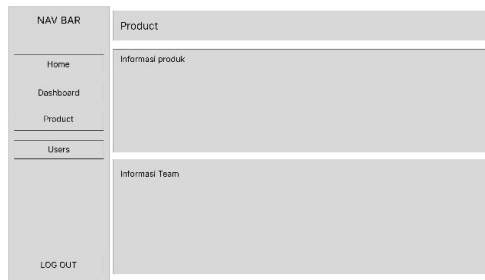 NAV BAR
Home
Dashboard
Product
Users
LOG OUT
Product
Informasi produk
Informasi Team